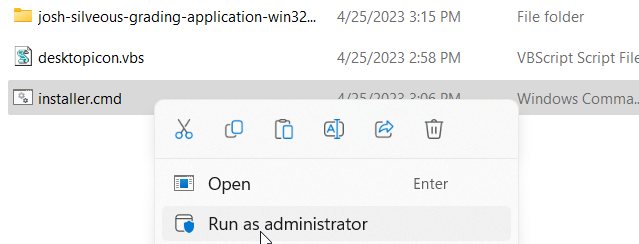 josh-silveous-grading-application-win32... 4/25/2023 3:15 PM File folder
desktopicon.vbs 4/25/2023 2:58 PM VBScript Script File
installer.cmd 4/25/2023 3:06 PM Windows Comma...
Open Enter
Run as administrator